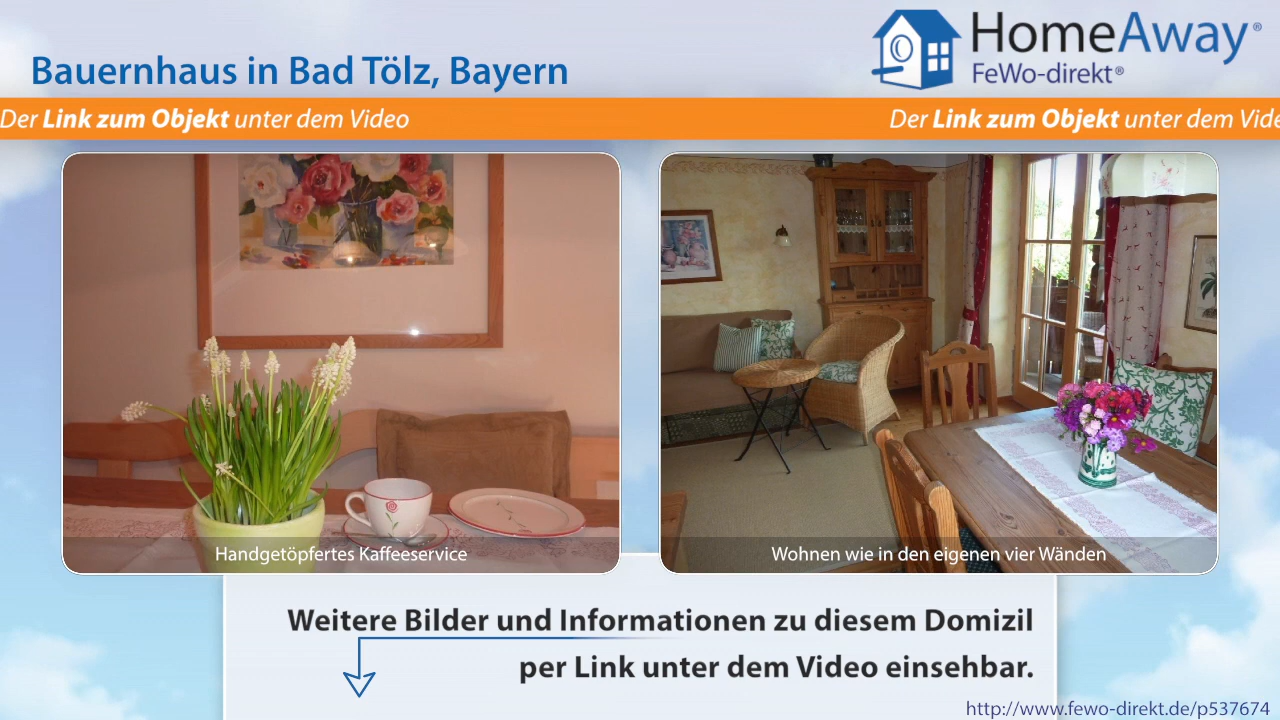 HomeAway®
FeWo-direkt®
Bauernhaus in Bad Tölz, Bayern
Der Link zum Objekt unter dem Video
Der Link zum Objekt unter dem Vide
Handgetöpfertes Kaffeeservice
Wohnen wie in den eigenen vier Wänden
Weitere Bilder und Informationen zu diesem Domizil
per Link unter dem Video einsehbar.
http://www.fewo-direkt.de/p537674